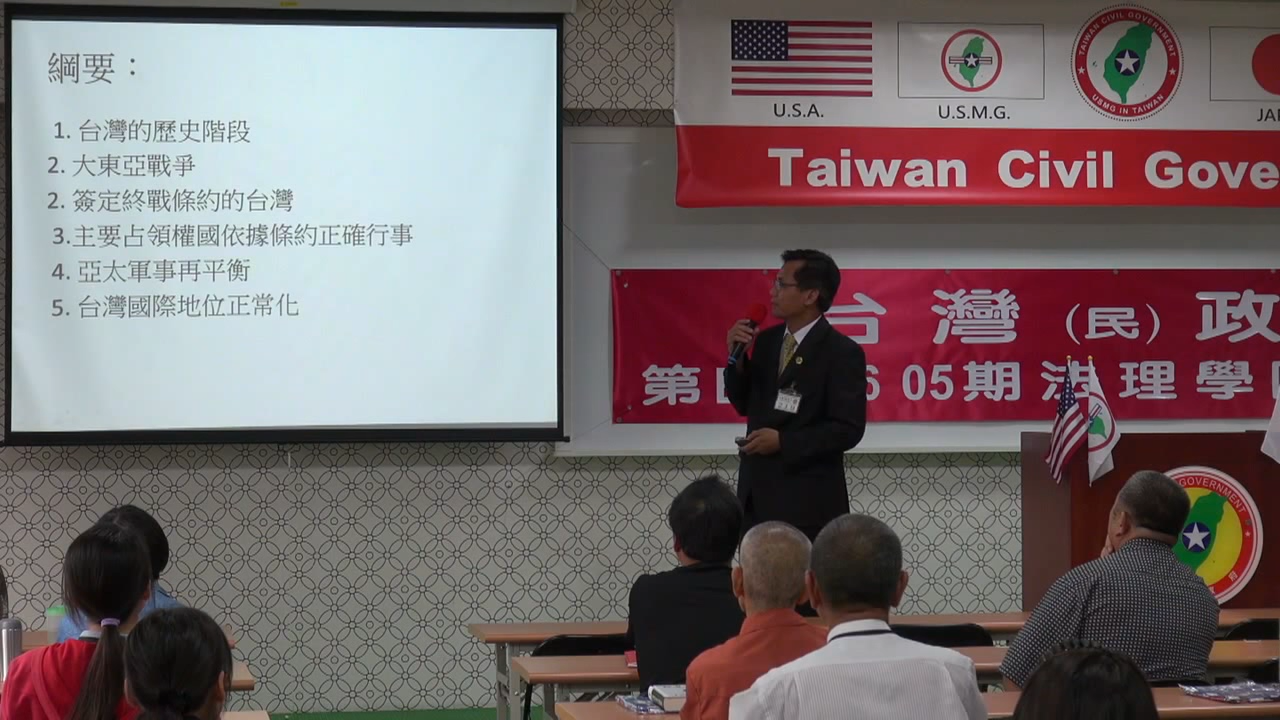 綱要：
1. 台灣的歷史階段
2. 大東亞戰爭
2. 簽定終戰條約的台灣
3.主要占領權國依據條約正確行事
4. 亞太軍事再平衡
5. 台灣國際地位正常化
U.S.A.
U.S.M.G.
TAIWAN CIVIL GOVERNMENT
USMG IN TAIWAN
JA
Taiwan Civil Gove
台灣(民)政
第 6 05期法理學
GOVERNMENT